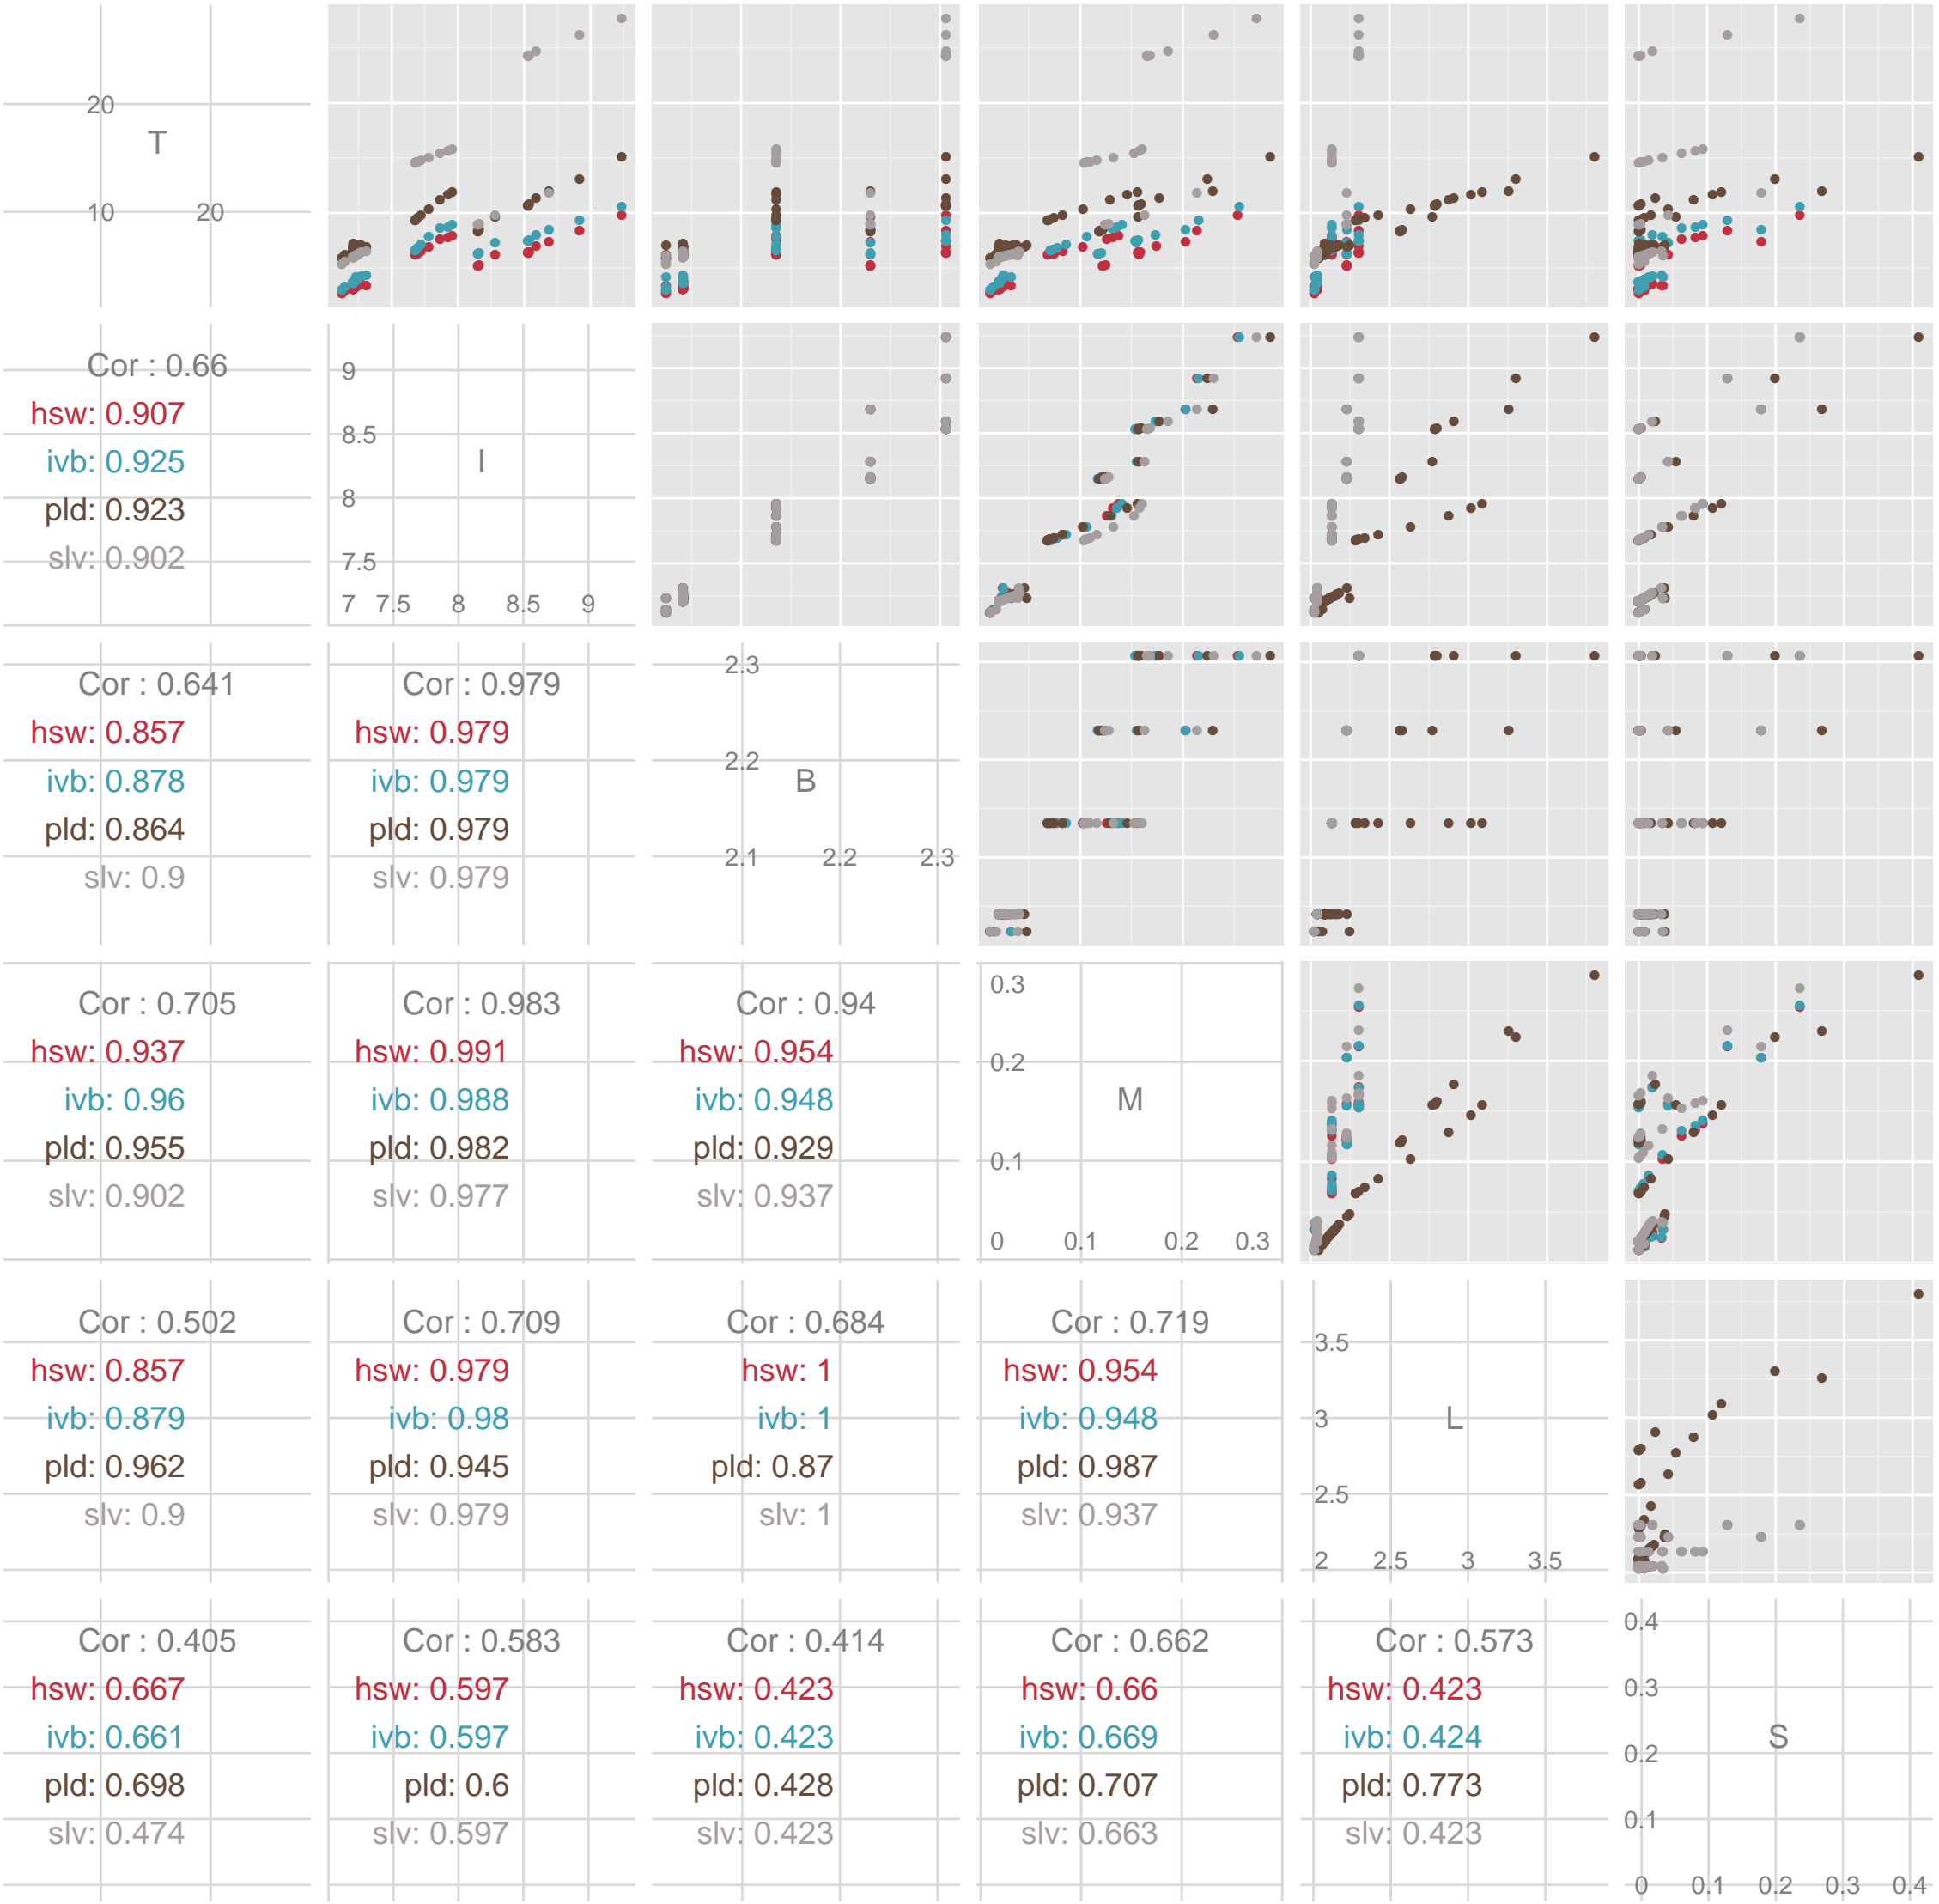 20
T
10 20
Cor : 0.66
hsw: 0.907
ivb: 0.925
pld: 0.923
slv: 0.902
9
8.5
I
8
7.5
7 7.5 8 8.5 9
Cor : 0.641
hsw: 0.857
ivb: 0.878
pld: 0.864
slv: 0.9
Cor : 0.979
hsw: 0.979
ivb: 0.979
pld: 0.979
slv: 0.979
2.3
2.2
B
2.1 2.2 2.3
Cor : 0.705
hsw: 0.937
ivb: 0.96
pld: 0.955
slv: 0.902
Cor : 0.983
hsw: 0.991
ivb: 0.988
pld: 0.982
slv: 0.977
Cor : 0.94
hsw: 0.954
ivb: 0.948
pld: 0.929
slv: 0.937
0.3
0.2
M
0.1
0 0.1 0.2 0.3
Cor : 0.502
hsw: 0.857
ivb: 0.879
pld: 0.962
slv: 0.9
Cor : 0.709
hsw: 0.979
ivb: 0.98
pld: 0.945
slv: 0.979
Cor : 0.684
hsw: 1
ivb: 1
pld: 0.87
slv: 1
Cor : 0.719
hsw: 0.954
ivb: 0.948
pld: 0.987
slv: 0.937
3.5
3
L
2.5
2 2.5 3 3.5
Cor : 0.405
hsw: 0.667
ivb: 0.661
pld: 0.698
slv: 0.474
Cor : 0.583
hsw: 0.597
ivb: 0.597
pld: 0.6
slv: 0.597
Cor : 0.414
hsw: 0.423
ivb: 0.423
pld: 0.428
slv: 0.423
Cor : 0.662
hsw: 0.66
ivb: 0.669
pld: 0.707
slv: 0.663
Cor : 0.573
hsw: 0.423
ivb: 0.424
pld: 0.773
slv: 0.423
0.4
0.3
S
0.2
0.1
0 0.1 0.2 0.3 0.4